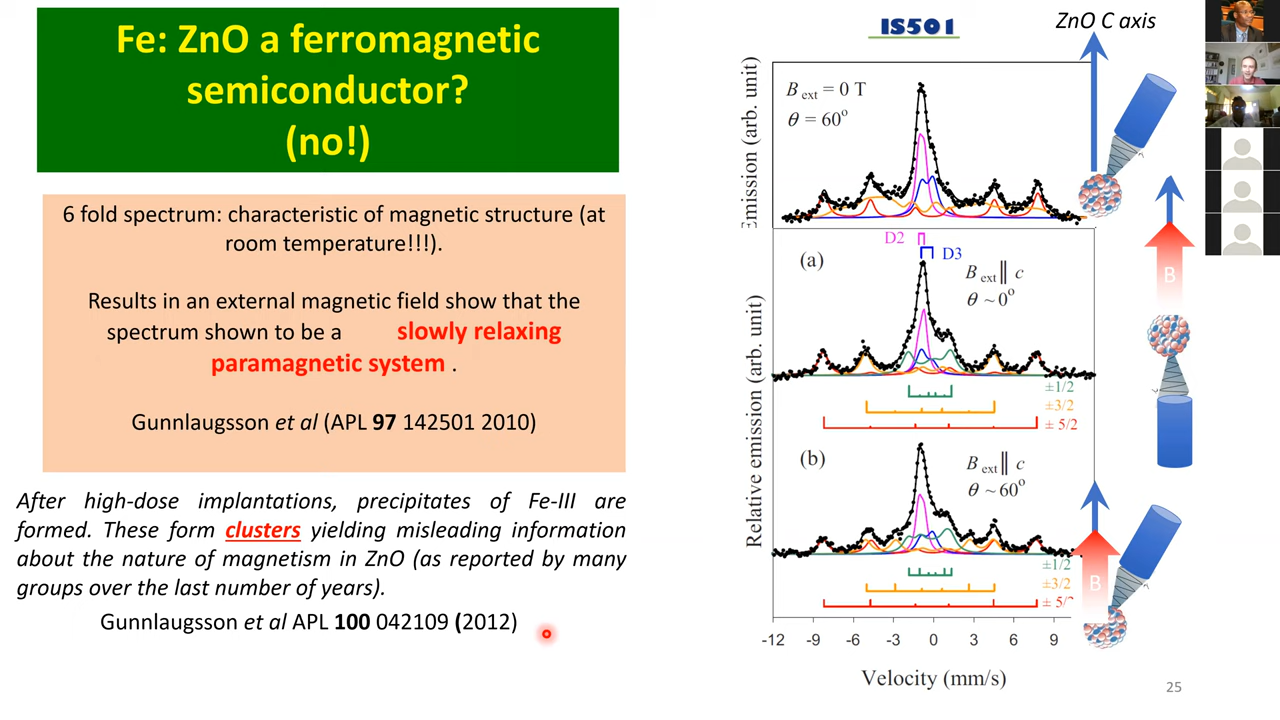 Fe: ZnO a ferromagnetic
semiconductor?
(no!)
6 fold spectrum: characteristic of magnetic structure (at
room temperature!!!).
Results in an external magnetic field show that the
spectrum shown to be a slowly relaxing
paramagnetic system .
Gunnlaugsson et al (APL 97 142501 2010)
After high-dose implantations, precipitates of Fe-III are
formed. These form clusters yielding misleading information
about the nature of magnetism in ZnO (as reported by many
groups over the last number of years).
Gunnlaugsson et al APL 100 042109 (2012)
IS501
ZnO C axis
Emission (arb. unit)
B ext = 0 T
θ = 60°
D2
D3
(a)
B ext || c
θ ~ 0°
±1/2
±3/2
± 5/2
Relative emission (arb. unit)
(b)
B ext || c
θ ~ 60°
±1/2
±3/2
± 5/2
B
B
-12 -9 -6 -3 0 3 6 9
Velocity (mm/s)
25